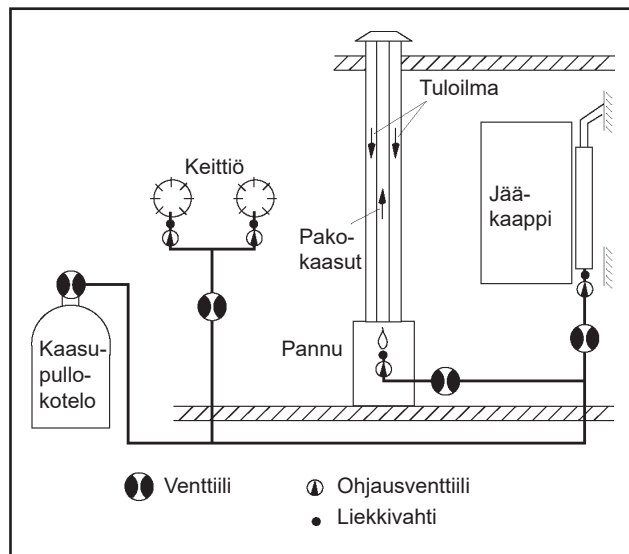 Tuloilma
Keittiö
Jää-
kaappi
Pako-
kaasut
Kaasu-
pullo-
kotelo
Pannu
Venttiili
Ohjausventtiili
Liekkivahti